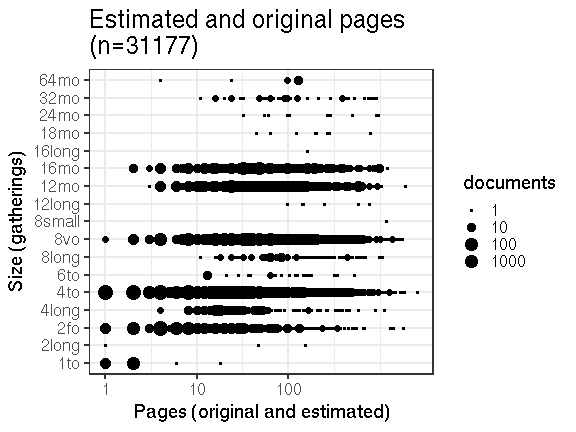 Estimated and original pages
(n=31177)
Size (gatherings)
64mo
32mo
24mo
18mo
16long
16mo
12mo
12long
8small
8vo
8long
6to
4to
4long
2fo
2long
1to
1
10
100
Pages (original and estimated)
documents
1
10
100
1000